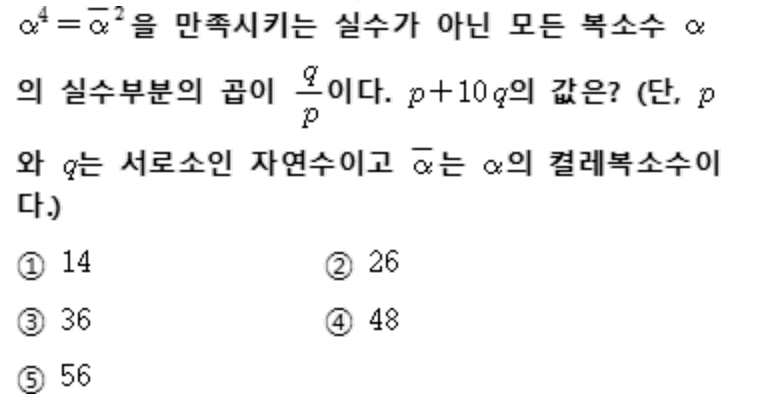 α⁴ = ᾱ²을 만족시키는 실수가 아닌 모든 복소수 α
의 실수부분의 곱이 q/p이다. p+10q의 값은? (단, p
와 q는 서로소인 자연수이고 ᾱ는 α의 켤레복소수이
다.)
① 14 ② 26
③ 36 ④ 48
⑤ 56